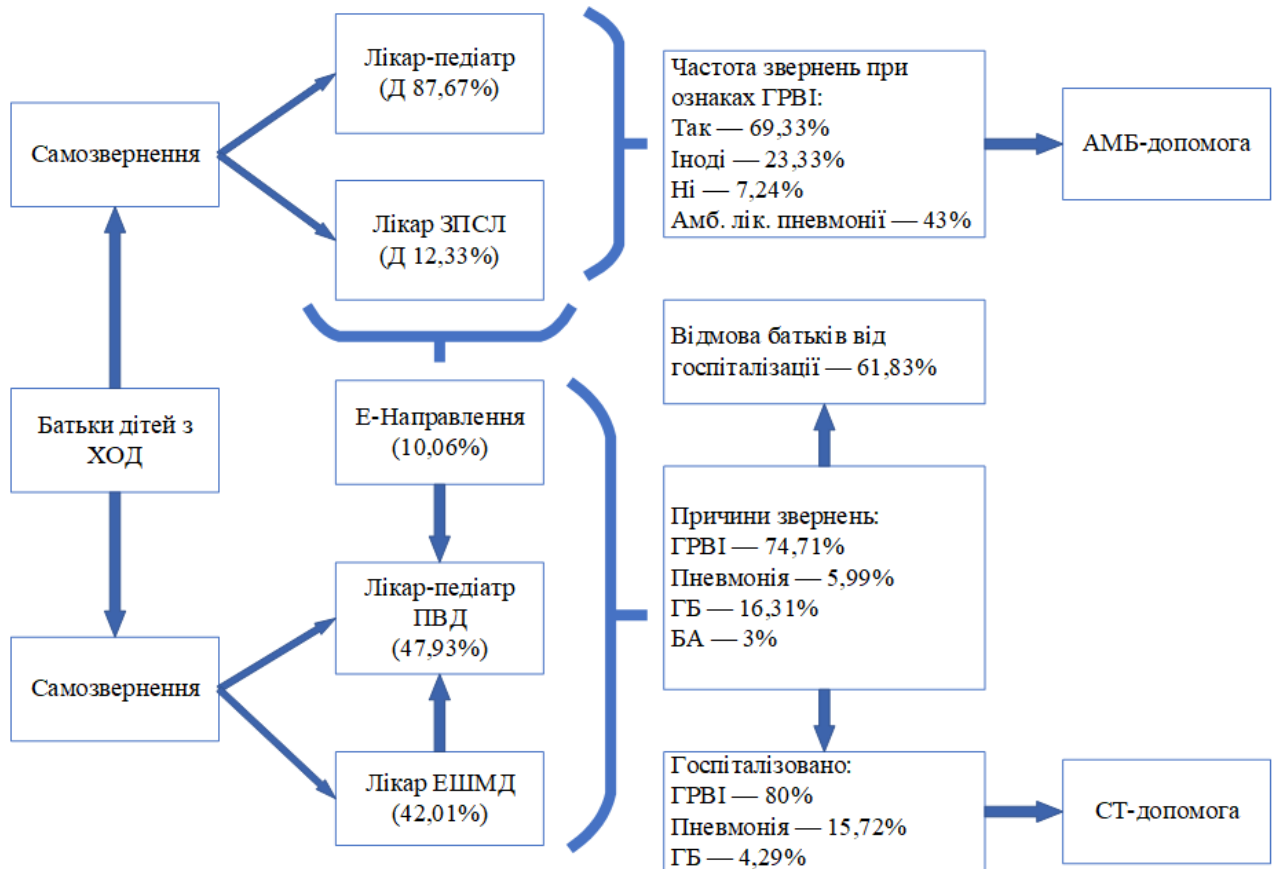 Лікар-педіатр
(Д 87,67%)
Частота звернень при
ознаках ГРВІ:
Так — 69,33%
Іноді — 23,33%
Ні — 7,24%
Амб. лік. пневмонії — 43%
АМБ-допомога
Самозвернення
Лікар ЗПСЛ
(Д 12,33%)
Відмова батьків від
госпіталізації — 61,83%
Батьки дітей з
ХОД
Е-Направлення
(10,06%)
Причини звернень:
ГРВІ — 74,71%
Пневмонія — 5,99%
ГБ — 16,31%
БА — 3%
Лікар-педіатр
ПВД
(47,93%)
Самозвернення
Лікар ЕШМД
(42,01%)
Госпіталізовано:
ГРВІ — 80%
Пневмонія — 15,72%
ГБ — 4,29%
СТ-допомога